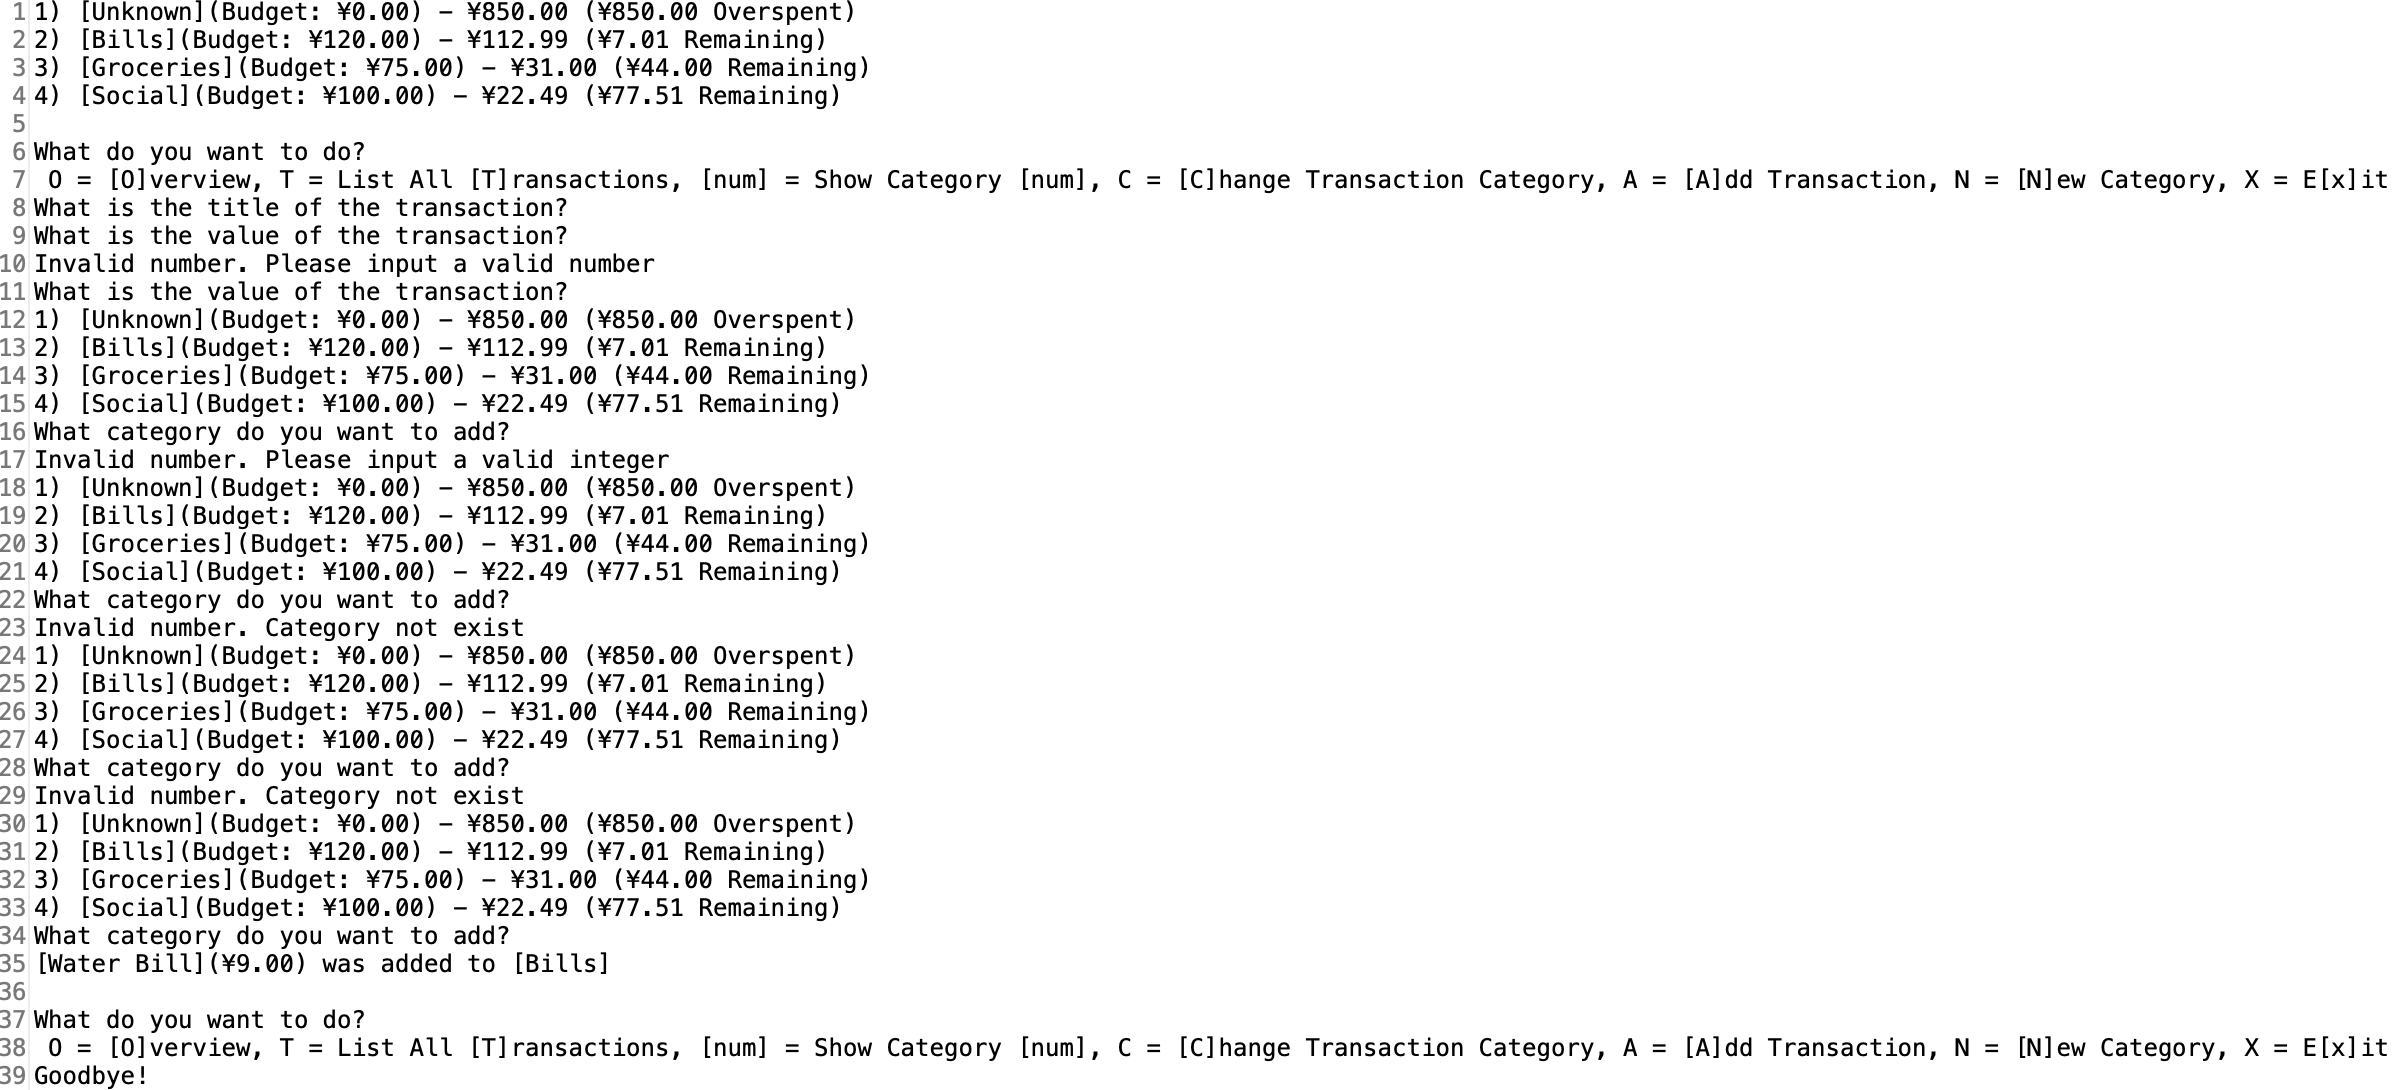 1 1) [Unknown](Budget: ¥0.00) – ¥850.00 (¥850.00 Overspent)
2 2) [Bills](Budget: ¥120.00) – ¥112.99 (¥7.01 Remaining)
3 3) [Groceries](Budget: ¥75.00) – ¥31.00 (¥44.00 Remaining)
4 4) [Social](Budget: ¥100.00) – ¥22.49 (¥77.51 Remaining)
5
6 What do you want to do?
7  O = [O]verview, T = List All [T]ransactions, [num] = Show Category [num], C = [C]hange Transaction Category, A = [A]dd Transaction, N = [N]ew Category, X = E[x]it
8 What is the title of the transaction?
9 What is the value of the transaction?
10 Invalid number. Please input a valid number
11 What is the value of the transaction?
12 1) [Unknown](Budget: ¥0.00) – ¥850.00 (¥850.00 Overspent)
13 2) [Bills](Budget: ¥120.00) – ¥112.99 (¥7.01 Remaining)
14 3) [Groceries](Budget: ¥75.00) – ¥31.00 (¥44.00 Remaining)
15 4) [Social](Budget: ¥100.00) – ¥22.49 (¥77.51 Remaining)
16 What category do you want to add?
17 Invalid number. Please input a valid integer
18 1) [Unknown](Budget: ¥0.00) – ¥850.00 (¥850.00 Overspent)
19 2) [Bills](Budget: ¥120.00) – ¥112.99 (¥7.01 Remaining)
20 3) [Groceries](Budget: ¥75.00) – ¥31.00 (¥44.00 Remaining)
21 4) [Social](Budget: ¥100.00) – ¥22.49 (¥77.51 Remaining)
22 What category do you want to add?
23 Invalid number. Category not exist
24 1) [Unknown](Budget: ¥0.00) – ¥850.00 (¥850.00 Overspent)
25 2) [Bills](Budget: ¥120.00) – ¥112.99 (¥7.01 Remaining)
26 3) [Groceries](Budget: ¥75.00) – ¥31.00 (¥44.00 Remaining)
27 4) [Social](Budget: ¥100.00) – ¥22.49 (¥77.51 Remaining)
28 What category do you want to add?
29 Invalid number. Category not exist
30 1) [Unknown](Budget: ¥0.00) – ¥850.00 (¥850.00 Overspent)
31 2) [Bills](Budget: ¥120.00) – ¥112.99 (¥7.01 Remaining)
32 3) [Groceries](Budget: ¥75.00) – ¥31.00 (¥44.00 Remaining)
33 4) [Social](Budget: ¥100.00) – ¥22.49 (¥77.51 Remaining)
34 What category do you want to add?
35 [Water Bill](¥9.00) was added to [Bills]
36
37 What do you want to do?
38  O = [O]verview, T = List All [T]ransactions, [num] = Show Category [num], C = [C]hange Transaction Category, A = [A]dd Transaction, N = [N]ew Category, X = E[x]it
39 Goodbye!